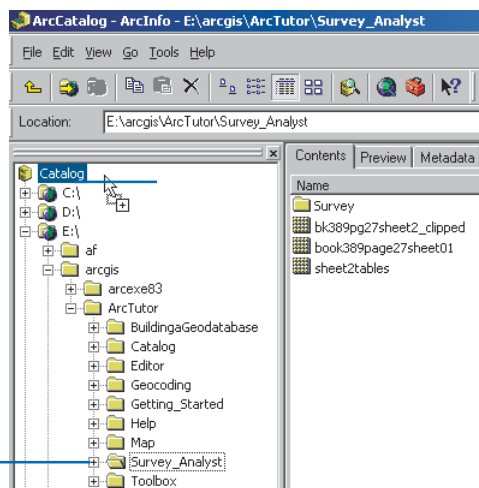 ArcCatalog - ArcInfo - E:\arcgis\ArcTutor\Survey_Analyst
File Edit View Go Tools Help
Location: E:\arcgis\ArcTutor\Survey_Analyst
Catalog
C:\
D:\
E:\
af
arcgis
arcexe83
ArcTutor
BuildingaGeodatabase
Catalog
Editor
Geocoding
Getting_Started
Help
Map
Survey_Analyst
Toolbox
Contents Preview Metadata
Name
Survey
bk389pg27sheet2_clipped
book389page27sheet01
sheet2tables